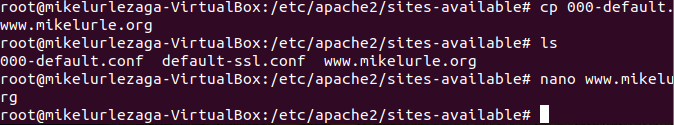 root@mikelurlezaga-VirtualBox:/etc/apache2/sites-available# cp 000-default.
www.mikelurle.org
root@mikelurlezaga-VirtualBox:/etc/apache2/sites-available# ls
000-default.conf  default-ssl.conf  www.mikelurle.org
root@mikelurlezaga-VirtualBox:/etc/apache2/sites-available# nano www.mikelu
rg
root@mikelurlezaga-VirtualBox:/etc/apache2/sites-available#